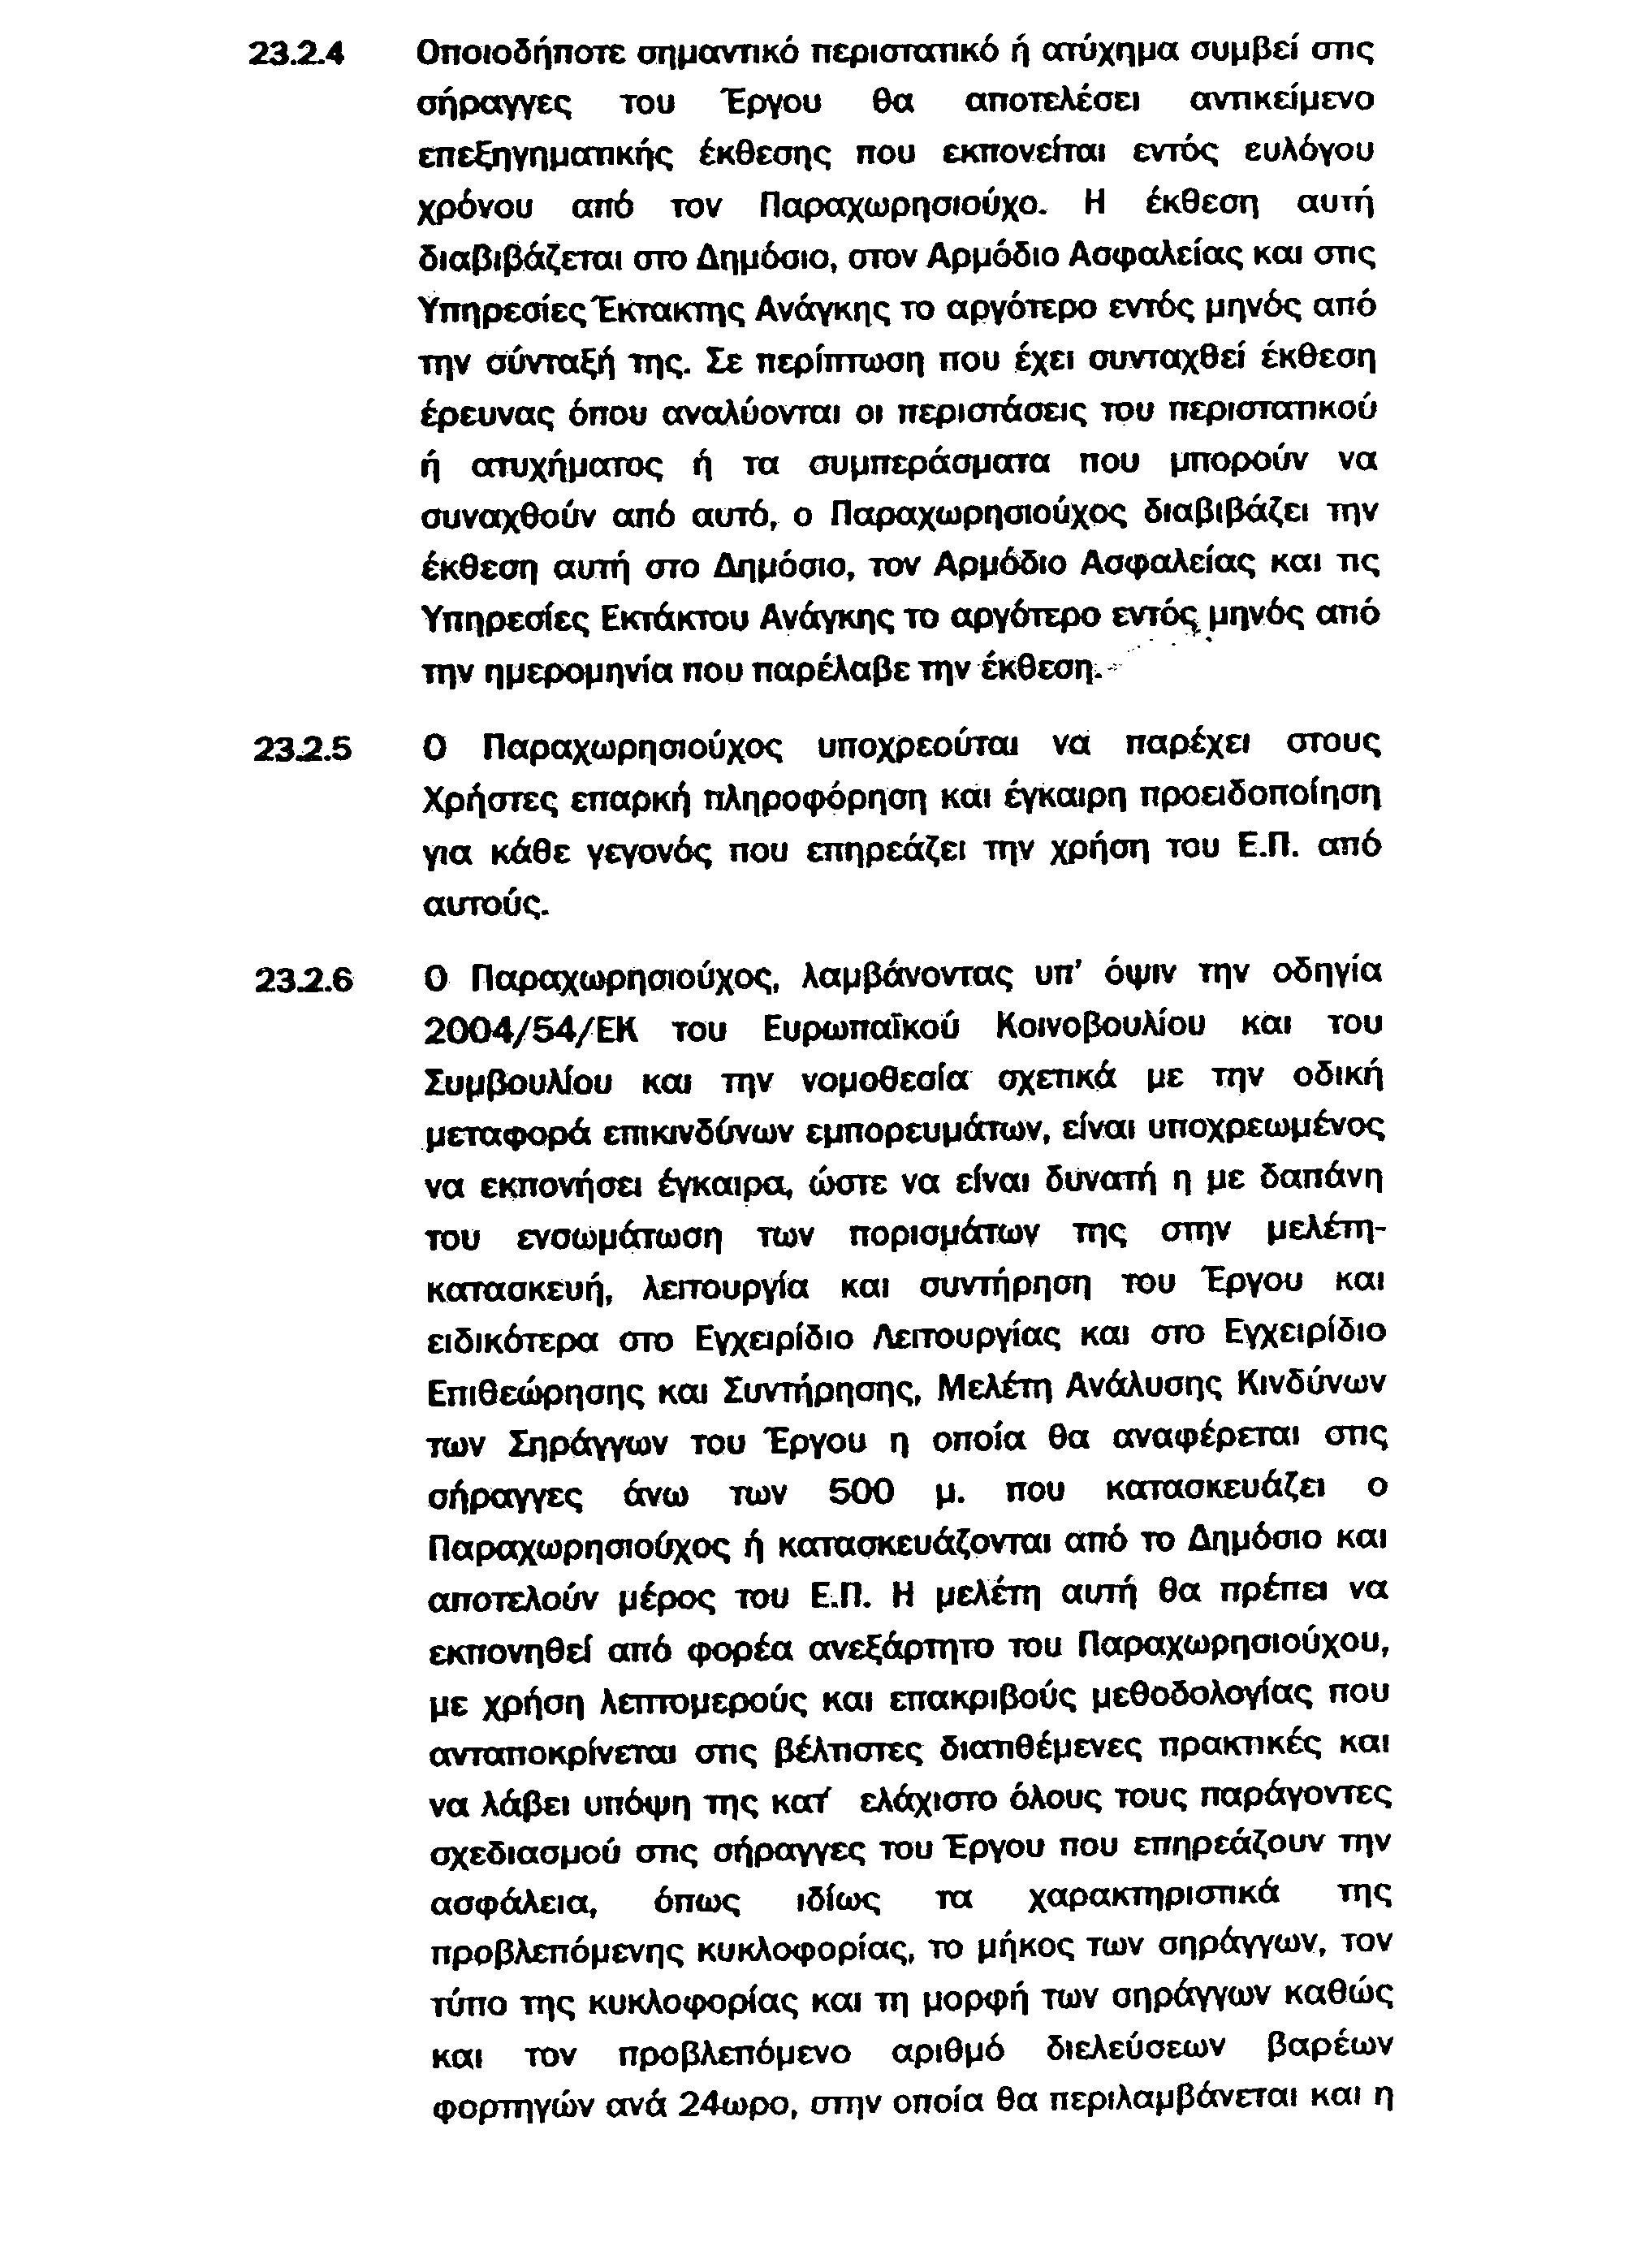 23.2.4 Οποιοδήποτε σημαντικό περιστατικό ή ατύχημα συμβεί στις
σήραγγες του Έργου θα αποτελέσει αντικείμενο
επεξηγηματικής έκθεσης που εκπονείται εντός ευλόγου
χρόνου από τον Παραχωρησιούχο. Η έκθεση αυτή
διαβιβάζεται στο Δημόσιο, στον Αρμόδιο Ασφαλείας και στις
Υπηρεσίες Έκτακτης Ανάγκης το αργότερο εντός μηνός από
την σύνταξή της. Σε περίπτωση που έχει συνταχθεί έκθεση
έρευνας όπου αναλύονται οι περιστάσεις του περιστατικού
ή ατυχήματος ή τα συμπεράσματα που μπορούν να
συναχθούν από αυτό, ο Παραχωρησιούχος διαβιβάζει την
έκθεση αυτή στο Δημόσιο, τον Αρμόδιο Ασφαλείας και τις
Υπηρεσίες Εκτάκτου Ανάγκης το αργότερο εντός μηνός από
την ημερομηνία που παρέλαβε την έκθεση.
23.2.5 Ο Παραχωρησιούχος υποχρεούται να παρέχει στους
Χρήστες επαρκή πληροφόρηση και έγκαιρη προειδοποίηση
για κάθε γεγονός που επηρεάζει την χρήση του Ε.Π. από
αυτούς.
23.2.6 Ο Παραχωρησιούχος, λαμβάνοντας υπ' όψιν την οδηγία
2004/54/ΕΚ του Ευρωπαϊκού Κοινοβουλίου και του
Συμβουλίου και την νομοθεσία σχετικά με την οδική
μεταφορά επικινδύνων εμπορευμάτων, είναι υποχρεωμένος
να εκπονήσει έγκαιρα, ώστε να είναι δυνατή η με δαπάνη
του ενσωμάτωση των πορισμάτων της στην μελέτη-
κατασκευή, λειτουργία και συντήρηση του Έργου και
ειδικότερα στο Εγχειρίδιο Λειτουργίας και στο Εγχειρίδιο
Επιθεώρησης και Συντήρησης, Μελέτη Ανάλυσης Κινδύνων
των Σηράγγων του Έργου η οποία θα αναφέρεται στις
σήραγγες άνω των 500 μ. που κατασκευάζει ο
Παραχωρησιούχος ή κατασκευάζονται από το Δημόσιο και
αποτελούν μέρος του Ε.Π. Η μελέτη αυτή θα πρέπει να
εκπονηθεί από φορέα ανεξάρτητο του Παραχωρησιούχου,
με χρήση λεπτομερούς και επακριβούς μεθοδολογίας που
ανταποκρίνεται στις βέλτιστες διατιθέμενες πρακτικές και
να λάβει υπόψη της κατ' ελάχιστο όλους τους παράγοντες
σχεδιασμού στις σήραγγες του Έργου που επηρεάζουν την
ασφάλεια, όπως ιδίως τα χαρακτηριστικά της
προβλεπόμενης κυκλοφορίας, το μήκος των σηράγγων, τον
τύπο της κυκλοφορίας και τη μορφή των σηράγγων καθώς
και τον προβλεπόμενο αριθμό διελεύσεων βαρέων
φορτηγών ανά 24ωρο, στην οποία θα περιλαμβάνεται και η